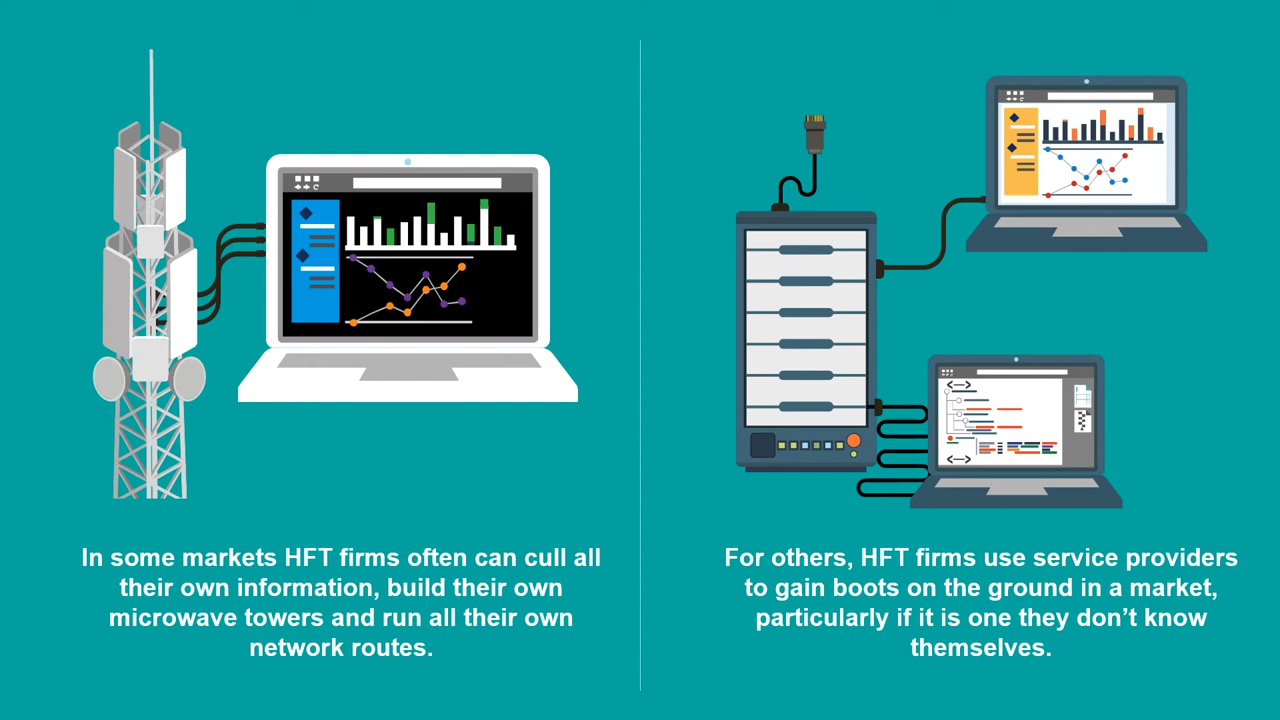 In some markets HFT firms often can cull all
their own information, build their own
microwave towers and run all their own
network routes.
For others, HFT firms use service providers
to gain boots on the ground in a market,
particularly if it is one they don’t know
themselves.